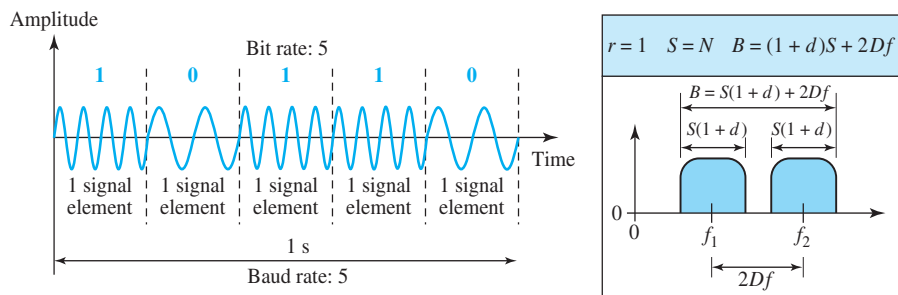 Amplitude
Bit rate: 5
1 0 1 1 0
Time
1 signal element 1 signal element 1 signal element 1 signal element 1 signal element
1 s
Baud rate: 5
r = 1 S = N B = (1 + d)S + 2Df
B = S(1 + d) + 2Df
S(1 + d) S(1 + d)
0
0 f₁ f₂
2Df